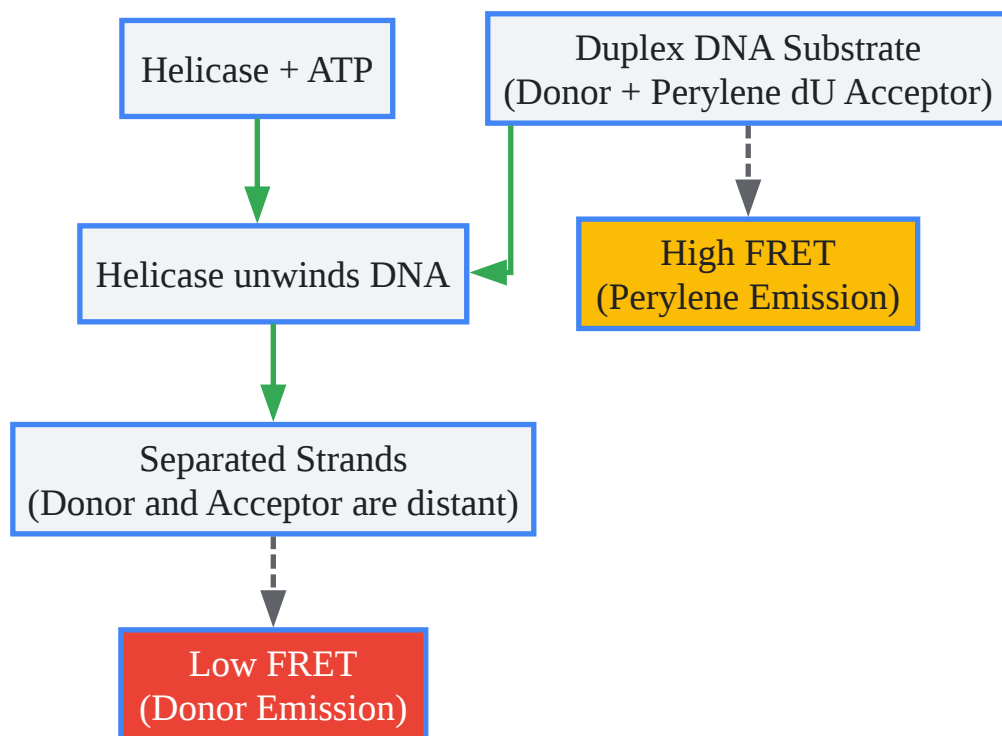 Helicase + ATP
Duplex DNA Substrate
(Donor + Perylene dU Acceptor)
Helicase unwinds DNA
High FRET
(Perylene Emission)
Separated Strands
(Donor and Acceptor are distant)
Low FRET
(Donor Emission)